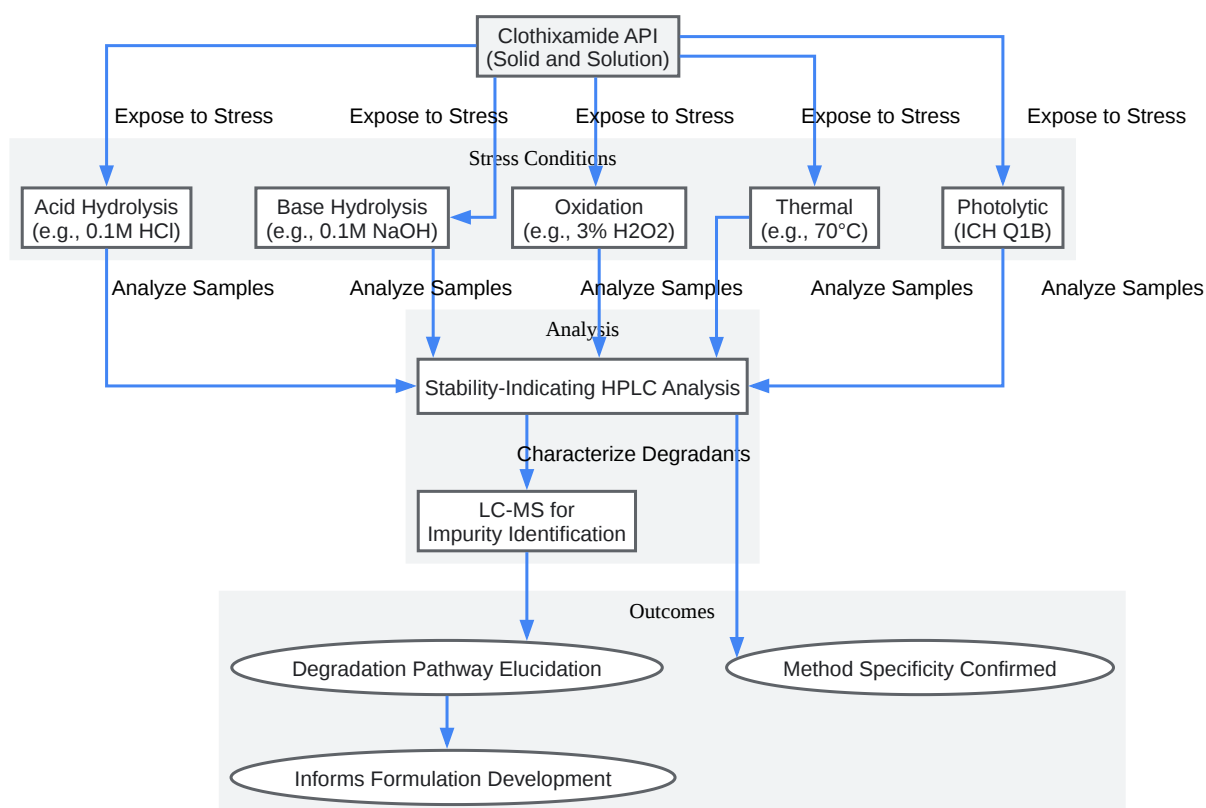 Clothixamide API
(Solid and Solution)
Expose to Stress
Expose to Stress
Expose to Stress
Expose to Stress
Expose to Stress
Stress Conditions
Acid Hydrolysis
(e.g., 0.1M HCl)
Base Hydrolysis
(e.g., 0.1M NaOH)
Oxidation
(e.g., 3% H2O2)
Thermal
(e.g., 70°C)
Photolytic
(ICH Q1B)
Analyze Samples
Analyze Samples
Analyze Samples
Analyze Samples
Analyze Samples
Analysis
Stability-Indicating HPLC Analysis
Characterize Degradants
LC-MS for
Impurity Identification
Outcomes
Degradation Pathway Elucidation
Method Specificity Confirmed
Informs Formulation Development